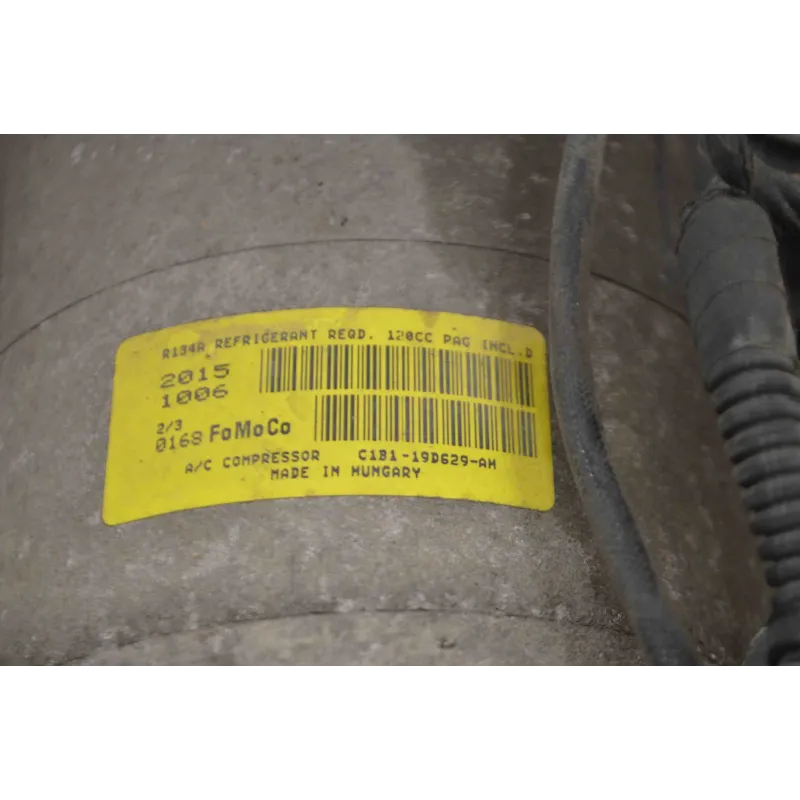 R134A REFRIGERANT REQD. 120CC PAG INCL.D
2015
1006
2/3
0168 FoMoCo
A/C COMPRESSOR C1B1-19D629-AH
MADE IN HUNGARY